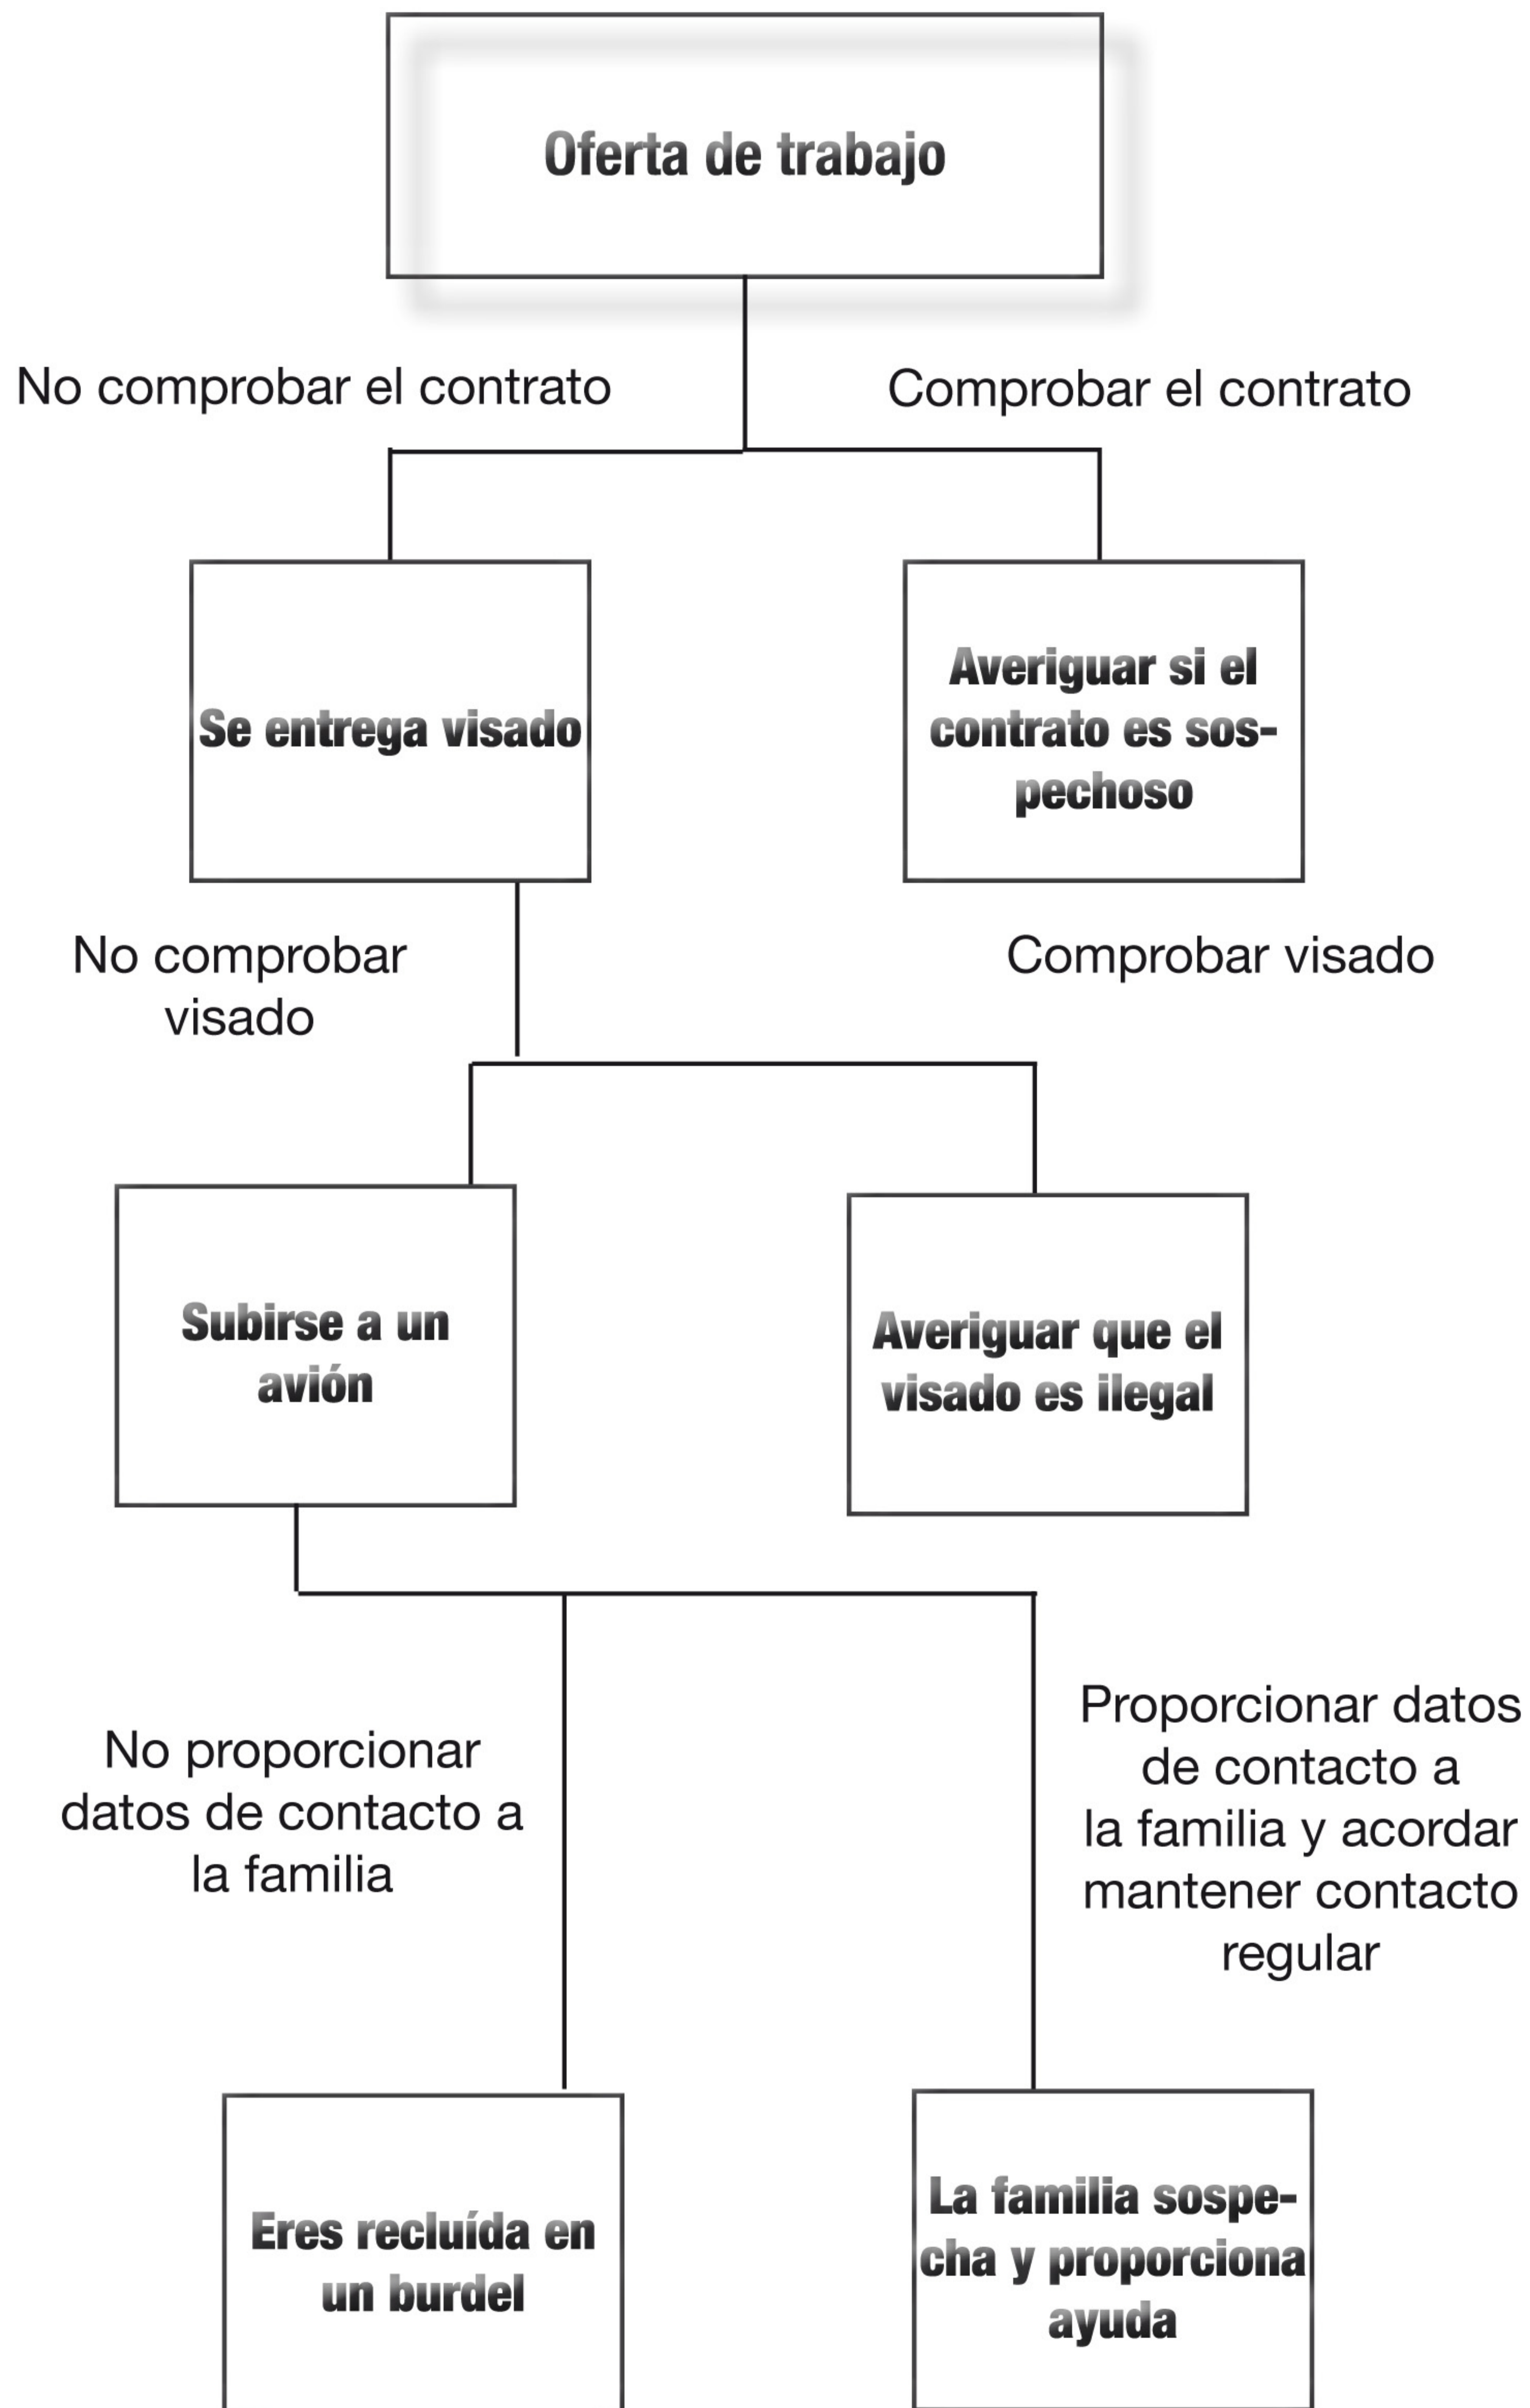 Oferta de trabajo
No comprobar el contrato
Comprobar el contrato
Se entrega visado
Averiguar si el
contrato es sos-
pechoso
No comprobar
visado
Comprobar visado
Subirse a un
avión
Averiguar que el
visado es ilegal
No proporcionar
datos de contacto a
la familia
Proporcionar datos
de contacto a
la familia y acordar
mantener contacto
regular
Eres recluída en
un burdel
La familia sospe-
cha y proporciona
ayuda